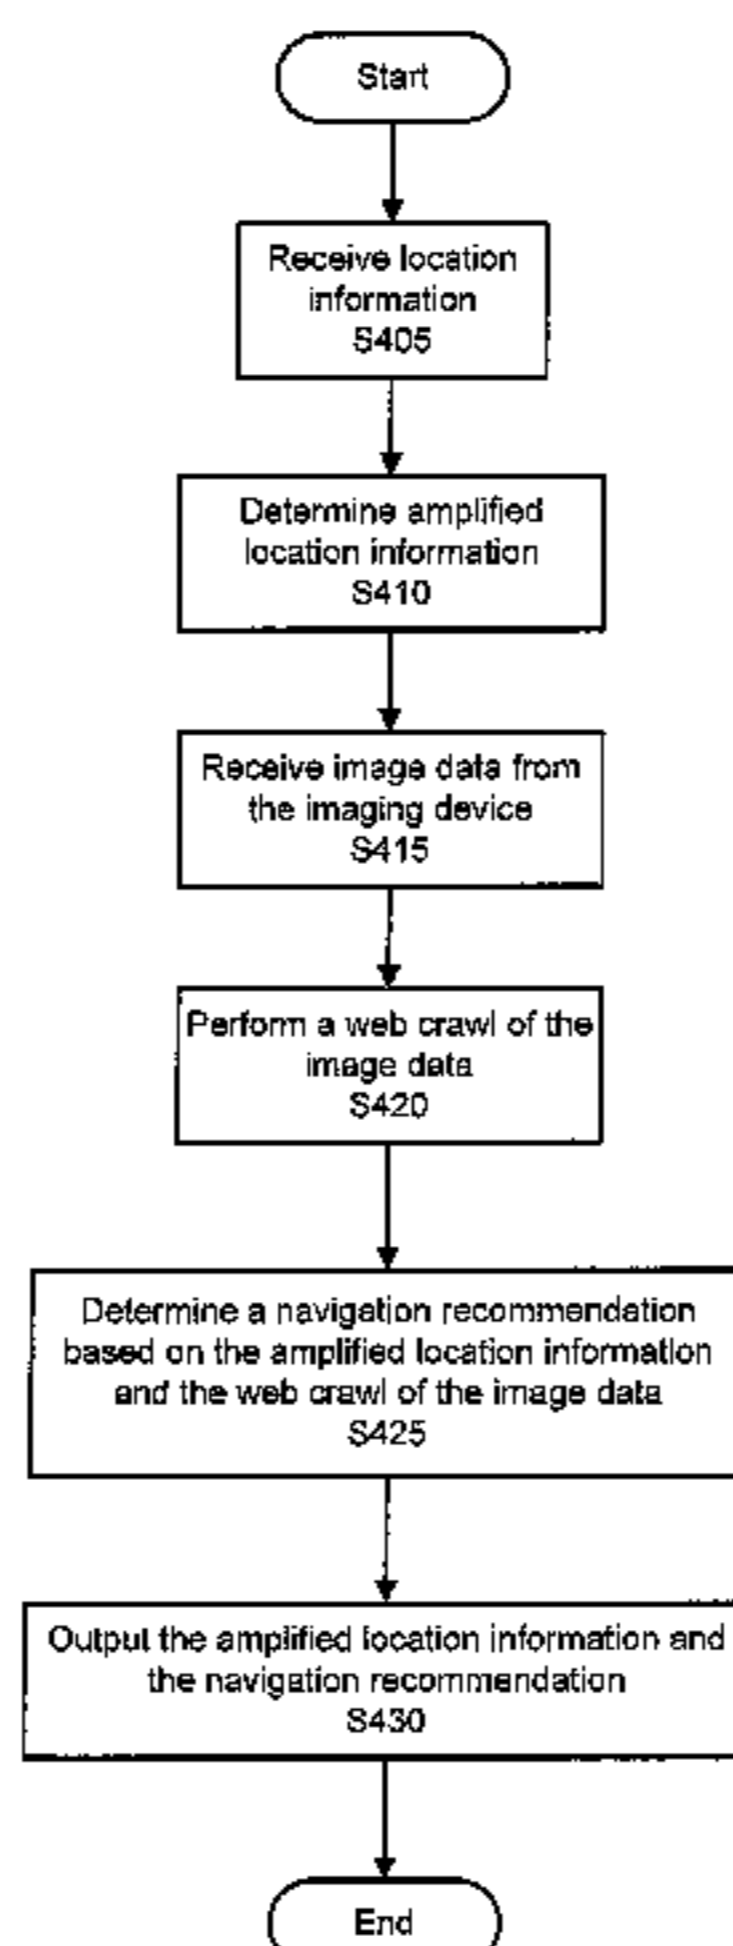 Start
Receive location
information
S405
Determine amplified
location information
S410
Receive image data from
the imaging device
S415
Perform a web crawl of the
image data
S420
Determine a navigation recommendation
based on the amplified location information
and the web crawl of the image data
S425
Output the amplified location information and
the navigation recommendation
S430
End